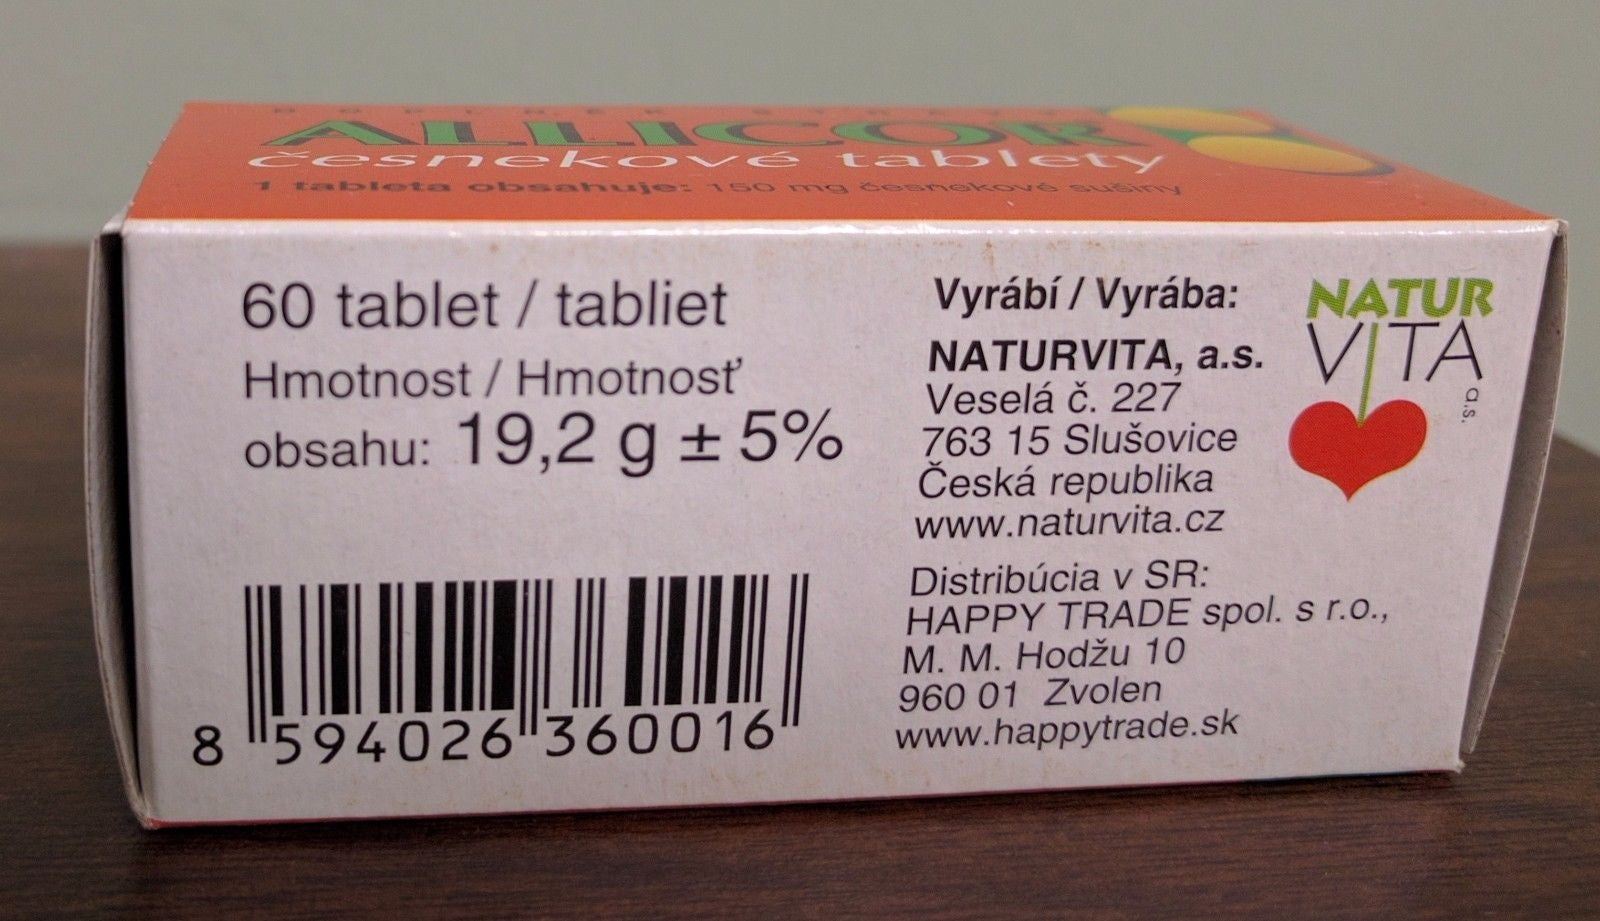 DOPLNĚK STRAVY
ALLICOR
česnekové tablety
1 tableta obsahuje: 150 mg česnekové sušiny
60 tablet / tabliet
Hmotnost / Hmotnosť
obsahu: 19,2 g ± 5%
8 594026 360016
Vyrábí / Vyrába:
NATURVITA, a.s.
Veselá č. 227
763 15 Slušovice
Česká republika
www.naturvita.cz
Distribúcia v SR:
HAPPY TRADE spol. s r.o.,
M. M. Hodžu 10
960 01 Zvolen
www.happytrade.sk
NATUR
VITA
a.s.